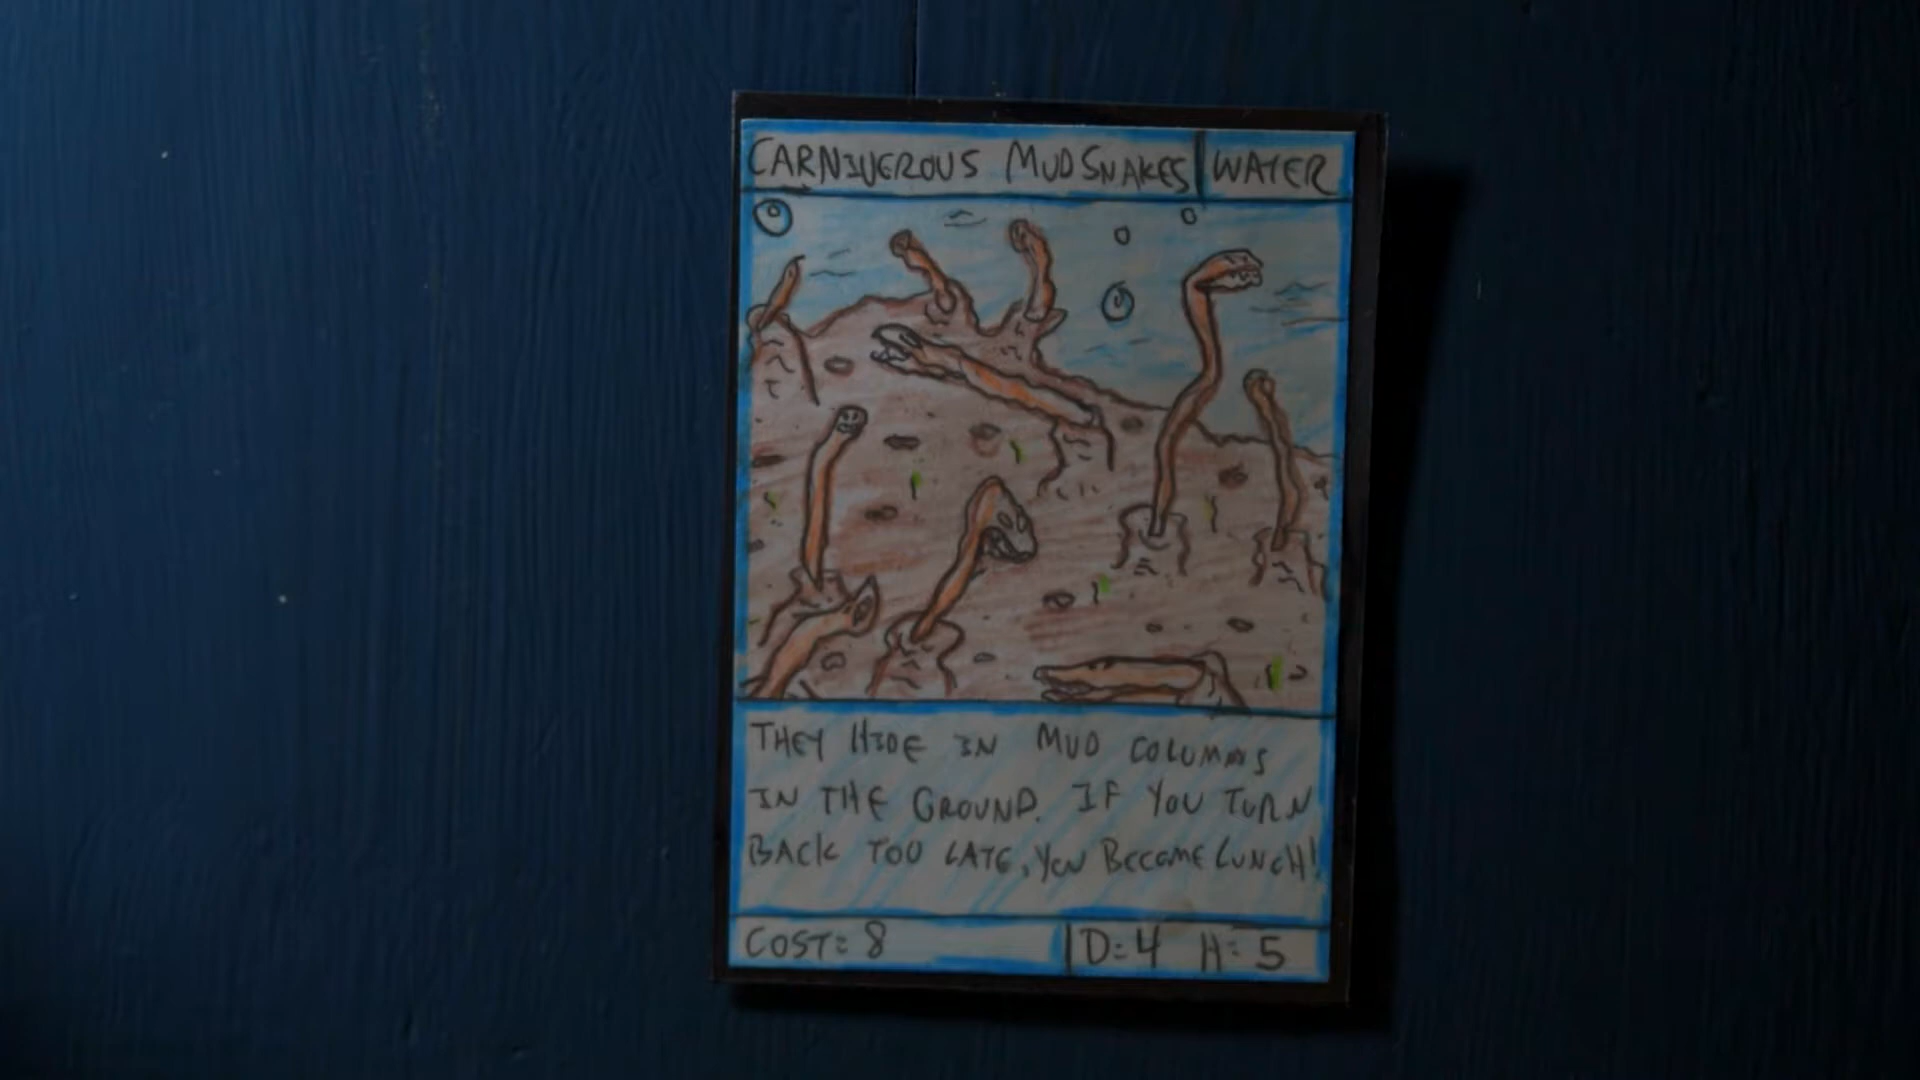 CARNIVEROUS MUDSNAKES WATER
THEY HIDE IN MUD COLUMNS
IN THE GROUND. IF YOU TURN
BACK TOO LATE, YOU BECOME LUNCH!
COST: 8 D:4 H:5